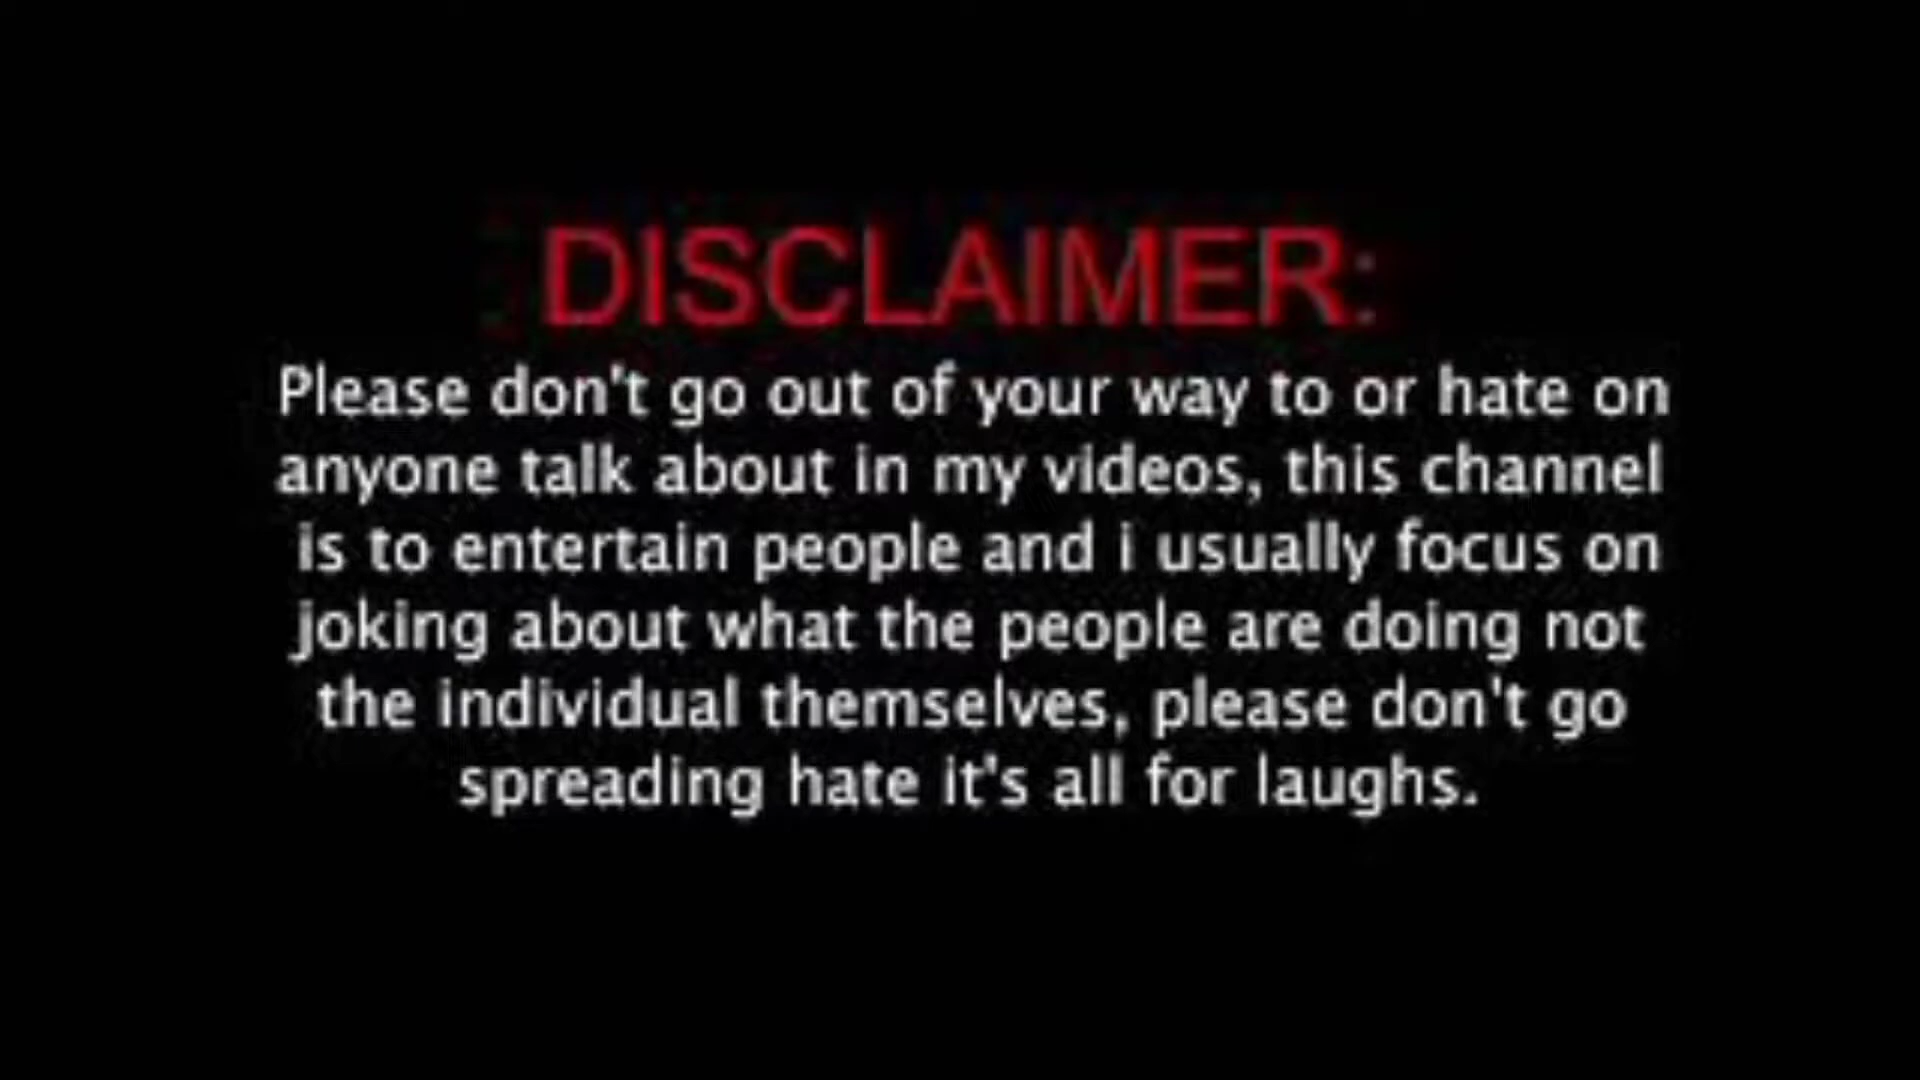 DISCLAIMER:
Please don't go out of your way to or hate on
anyone talk about in my videos, this channel
is to entertain people and i usually focus on
joking about what the people are doing not
the individual themselves, please don't go
spreading hate it's all for laughs.